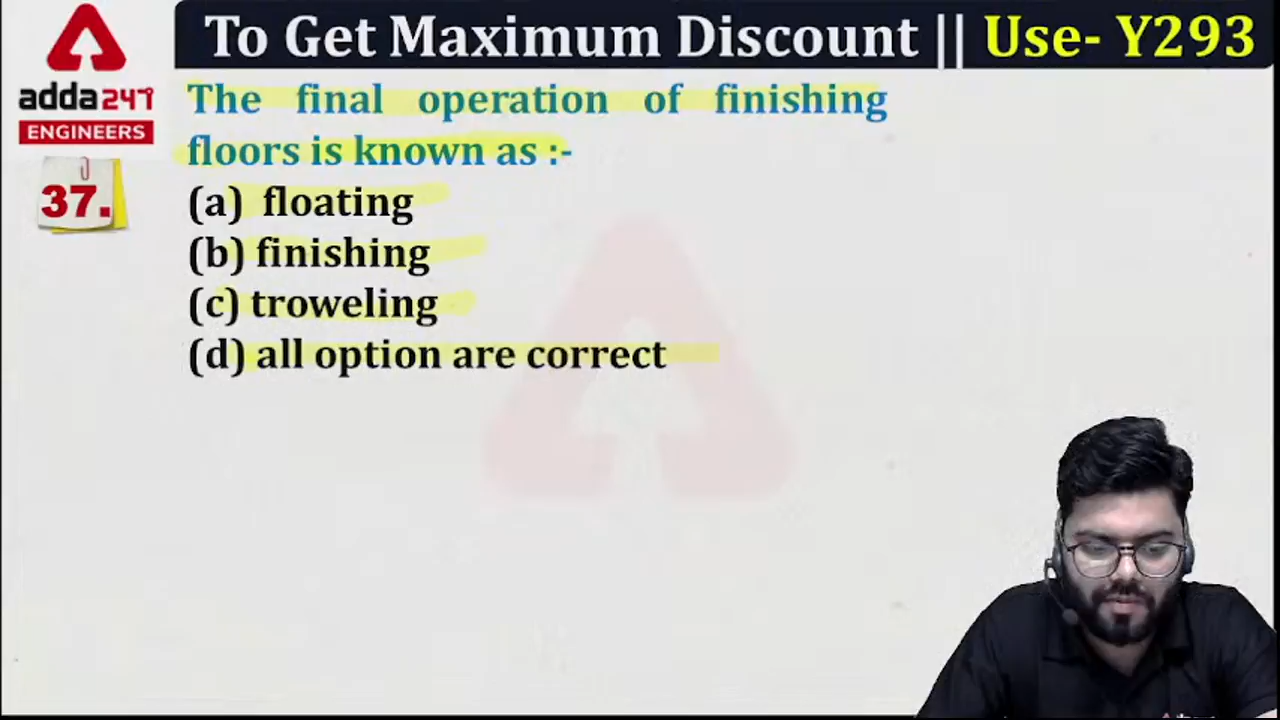 To Get Maximum Discount || Use- Y293
adda247
ENGINEERS
37.
The final operation of finishing
floors is known as :-
(a) floating
(b) finishing
(c) troweling
(d) all option are correct